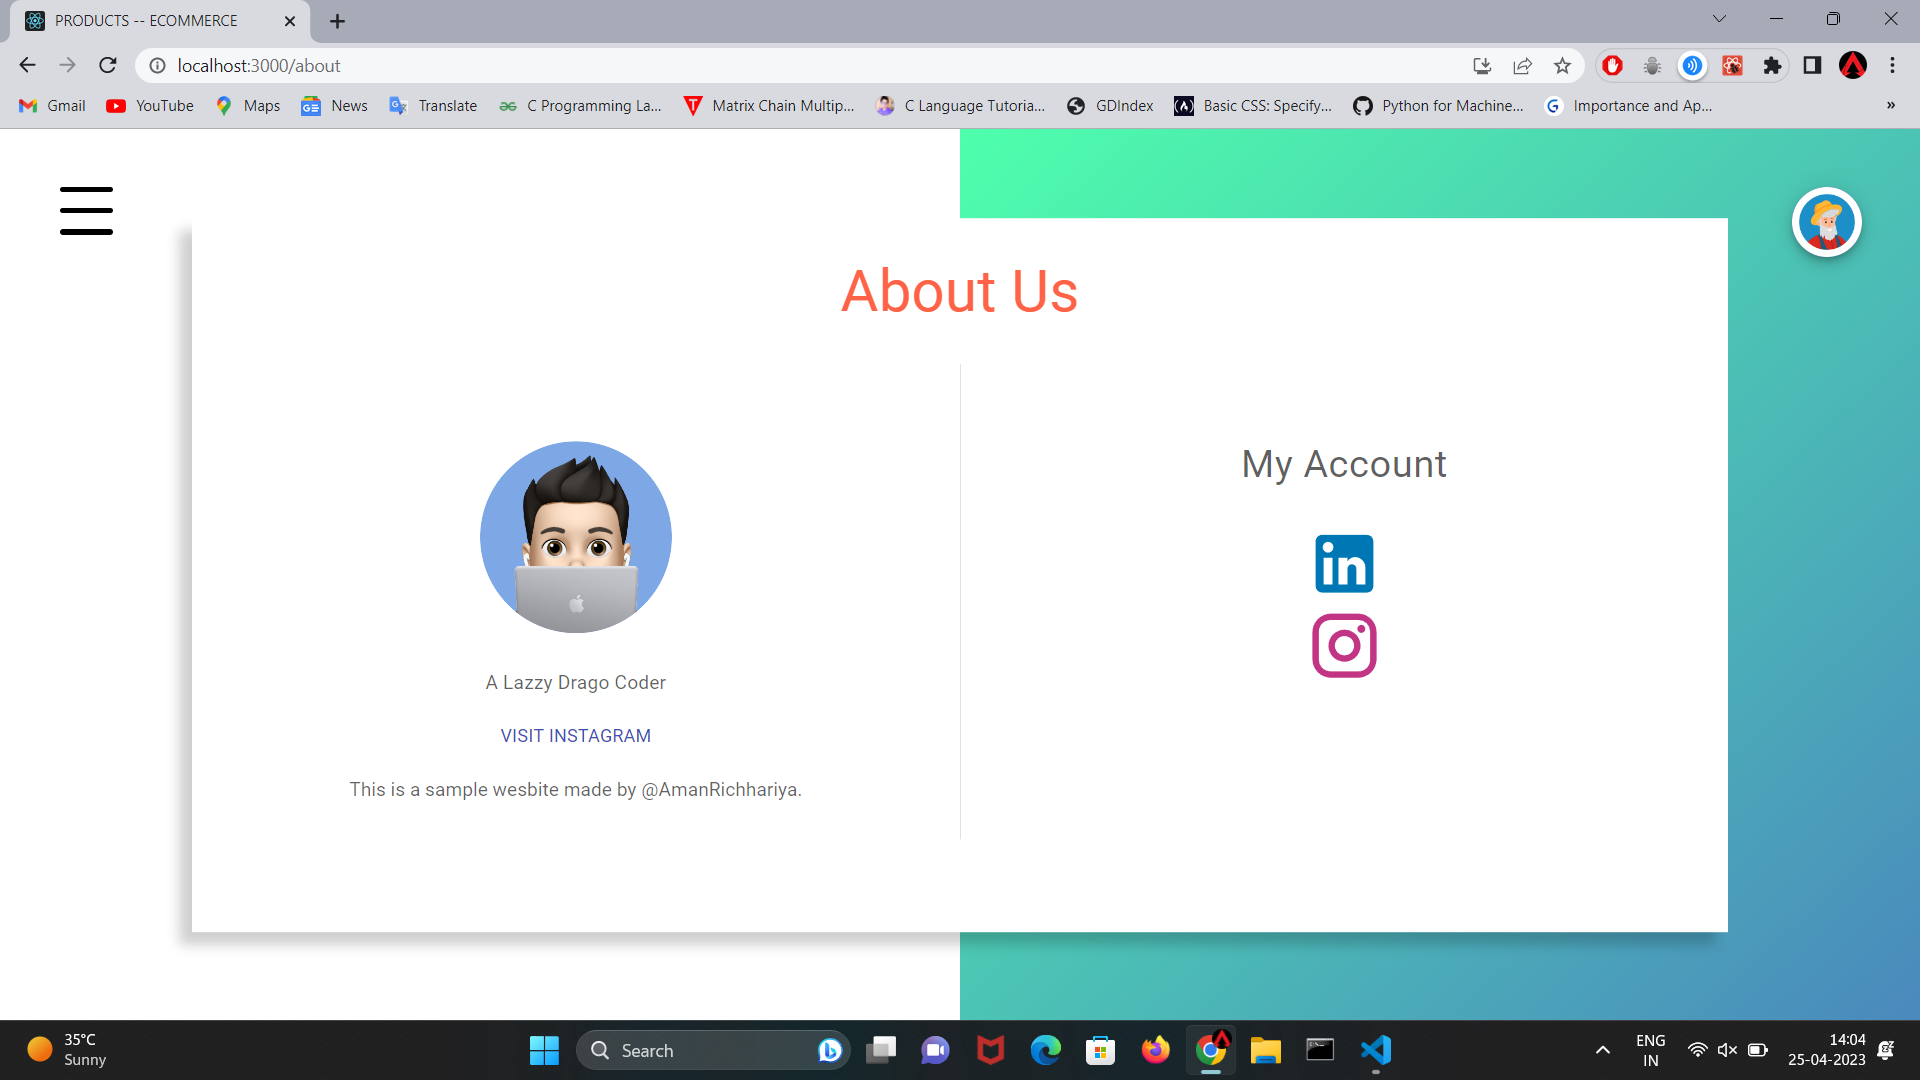 PRODUCTS -- ECOMMERCE
localhost:3000/about
Gmail YouTube Maps News Translate C Programming La... Matrix Chain Multip... C Language Tutoria... GDIndex Basic CSS: Specify... Python for Machine... Importance and Ap... »
About Us
My Account
in
A Lazzy Drago Coder
VISIT INSTAGRAM
This is a sample wesbite made by @AmanRichhariya.
35°C
Sunny
Search
ENG
IN
14:04
25-04-2023